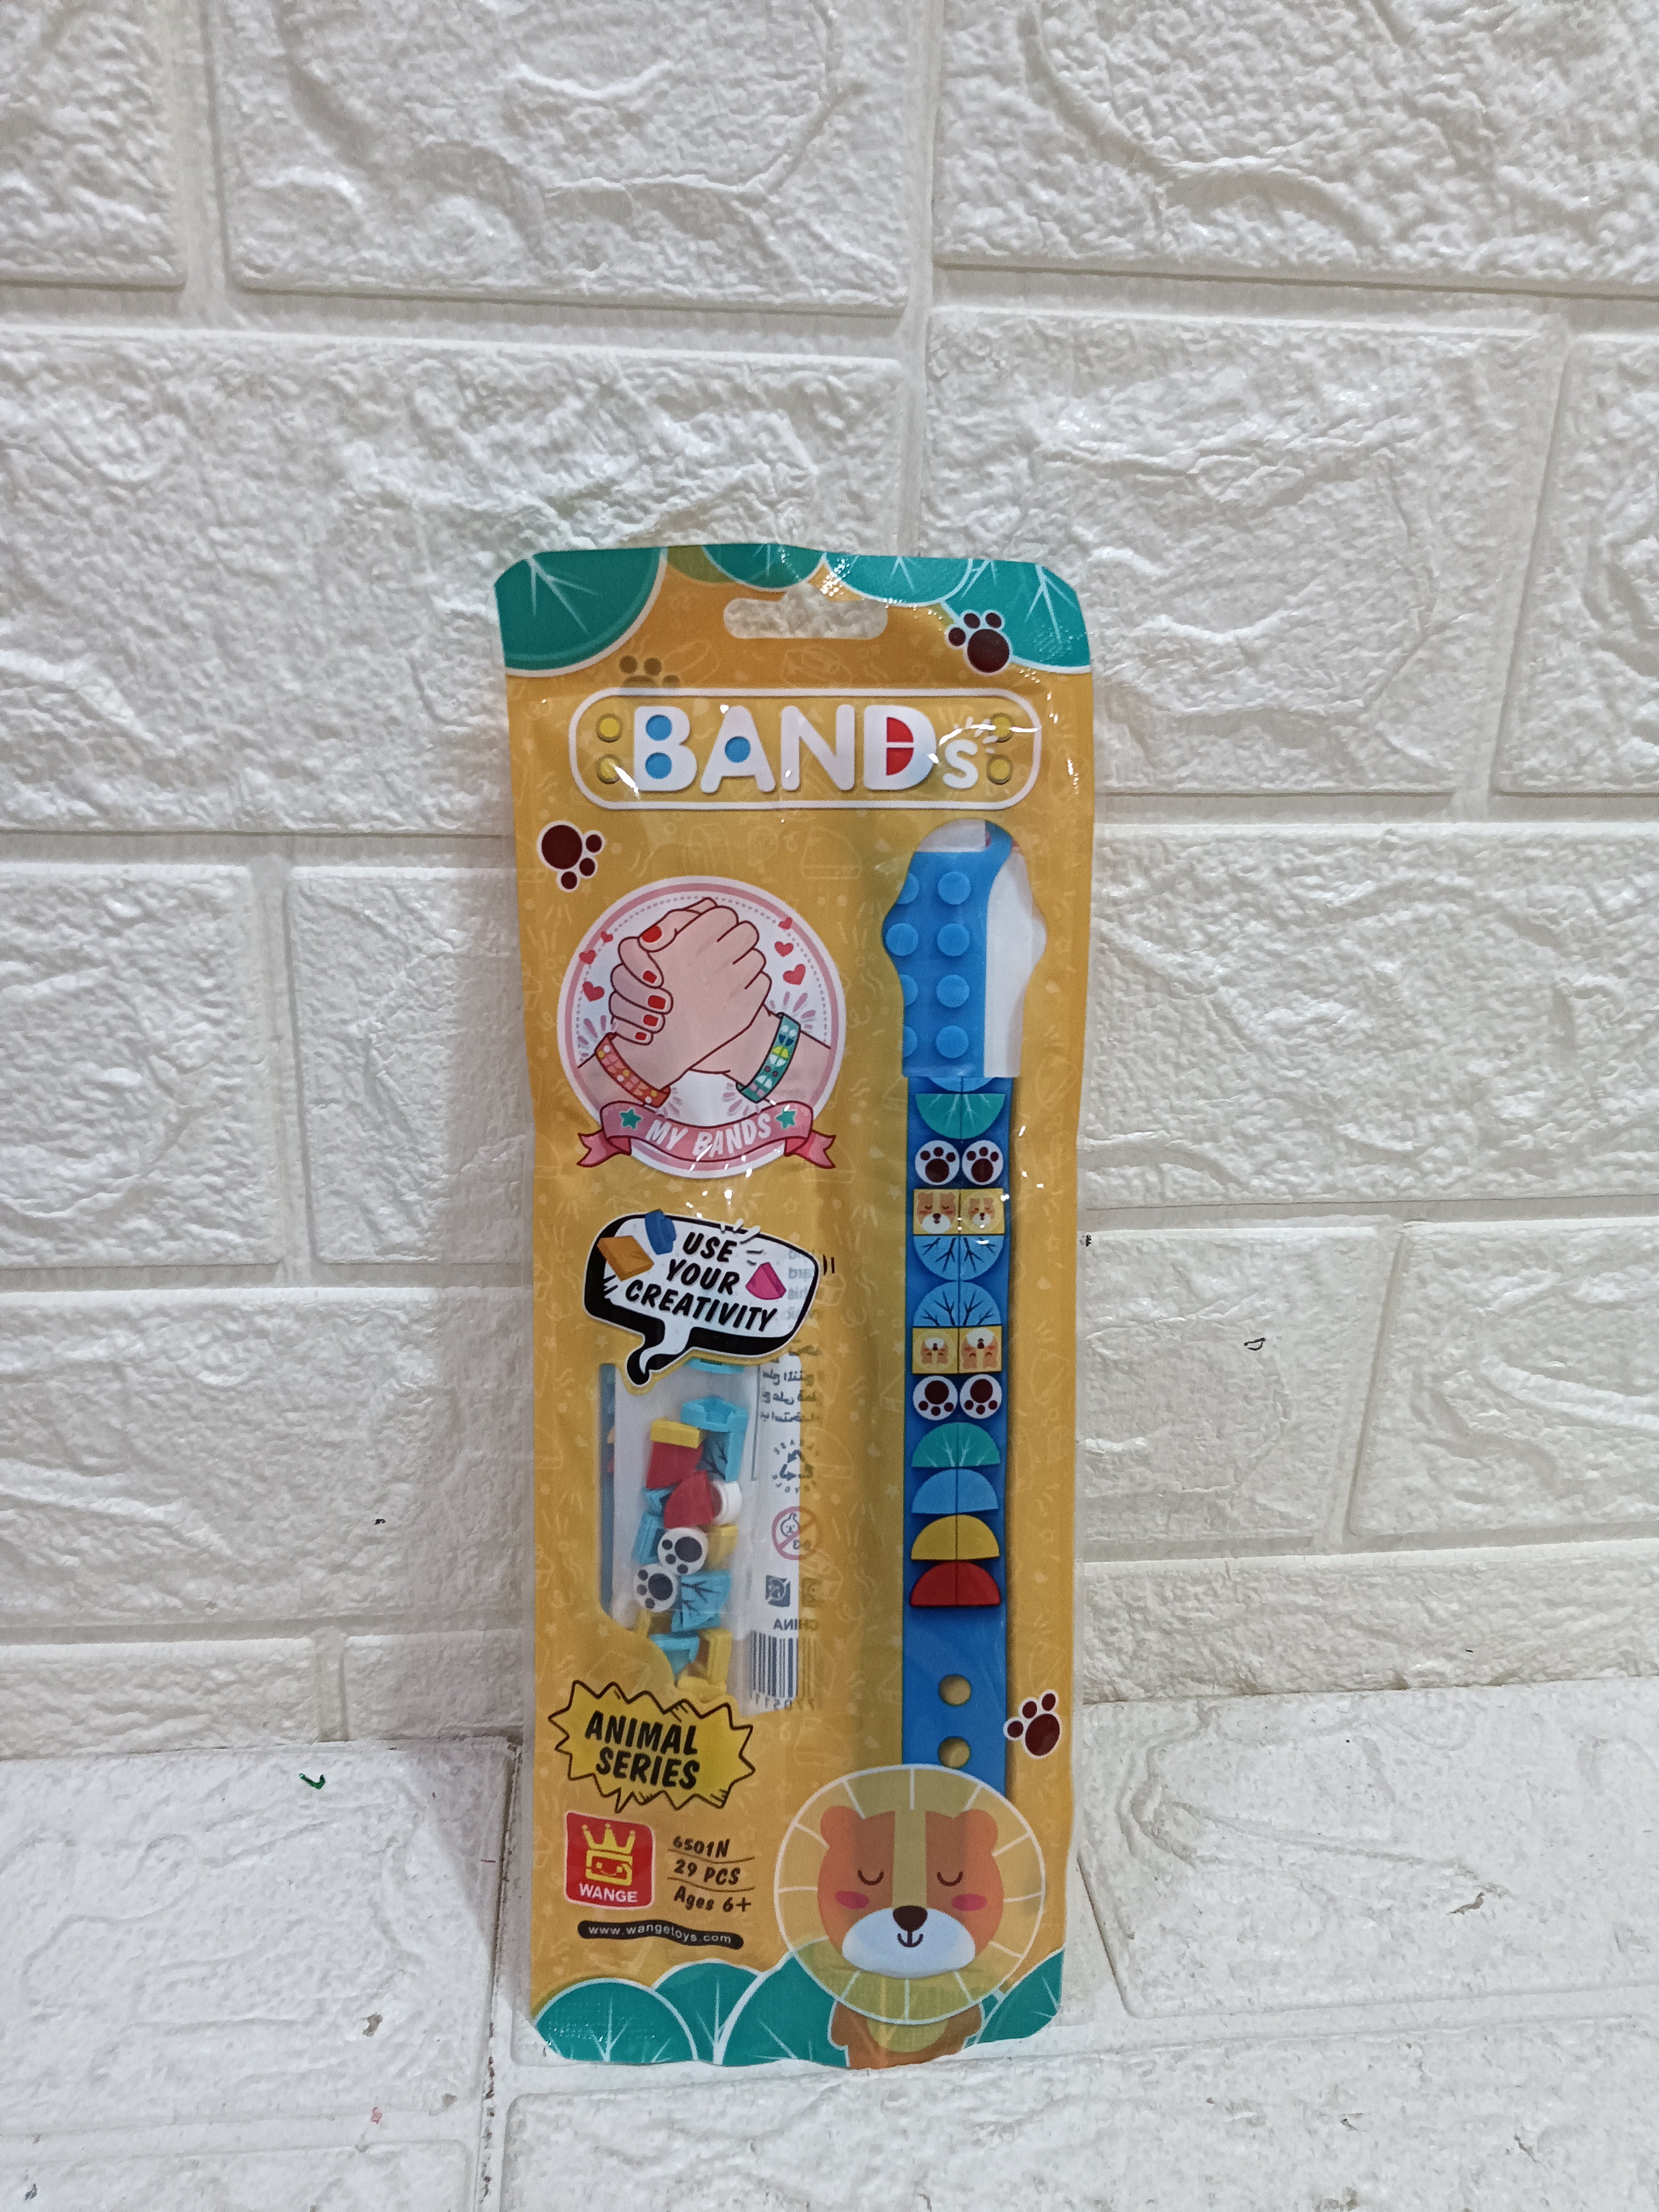 BANDs
MY BANDS
USE
YOUR
CREATIVITY
ANIMAL
SERIES
WANGE
6501N
29 PCS
Ages 6+
www.wangetoys.com
CHINA